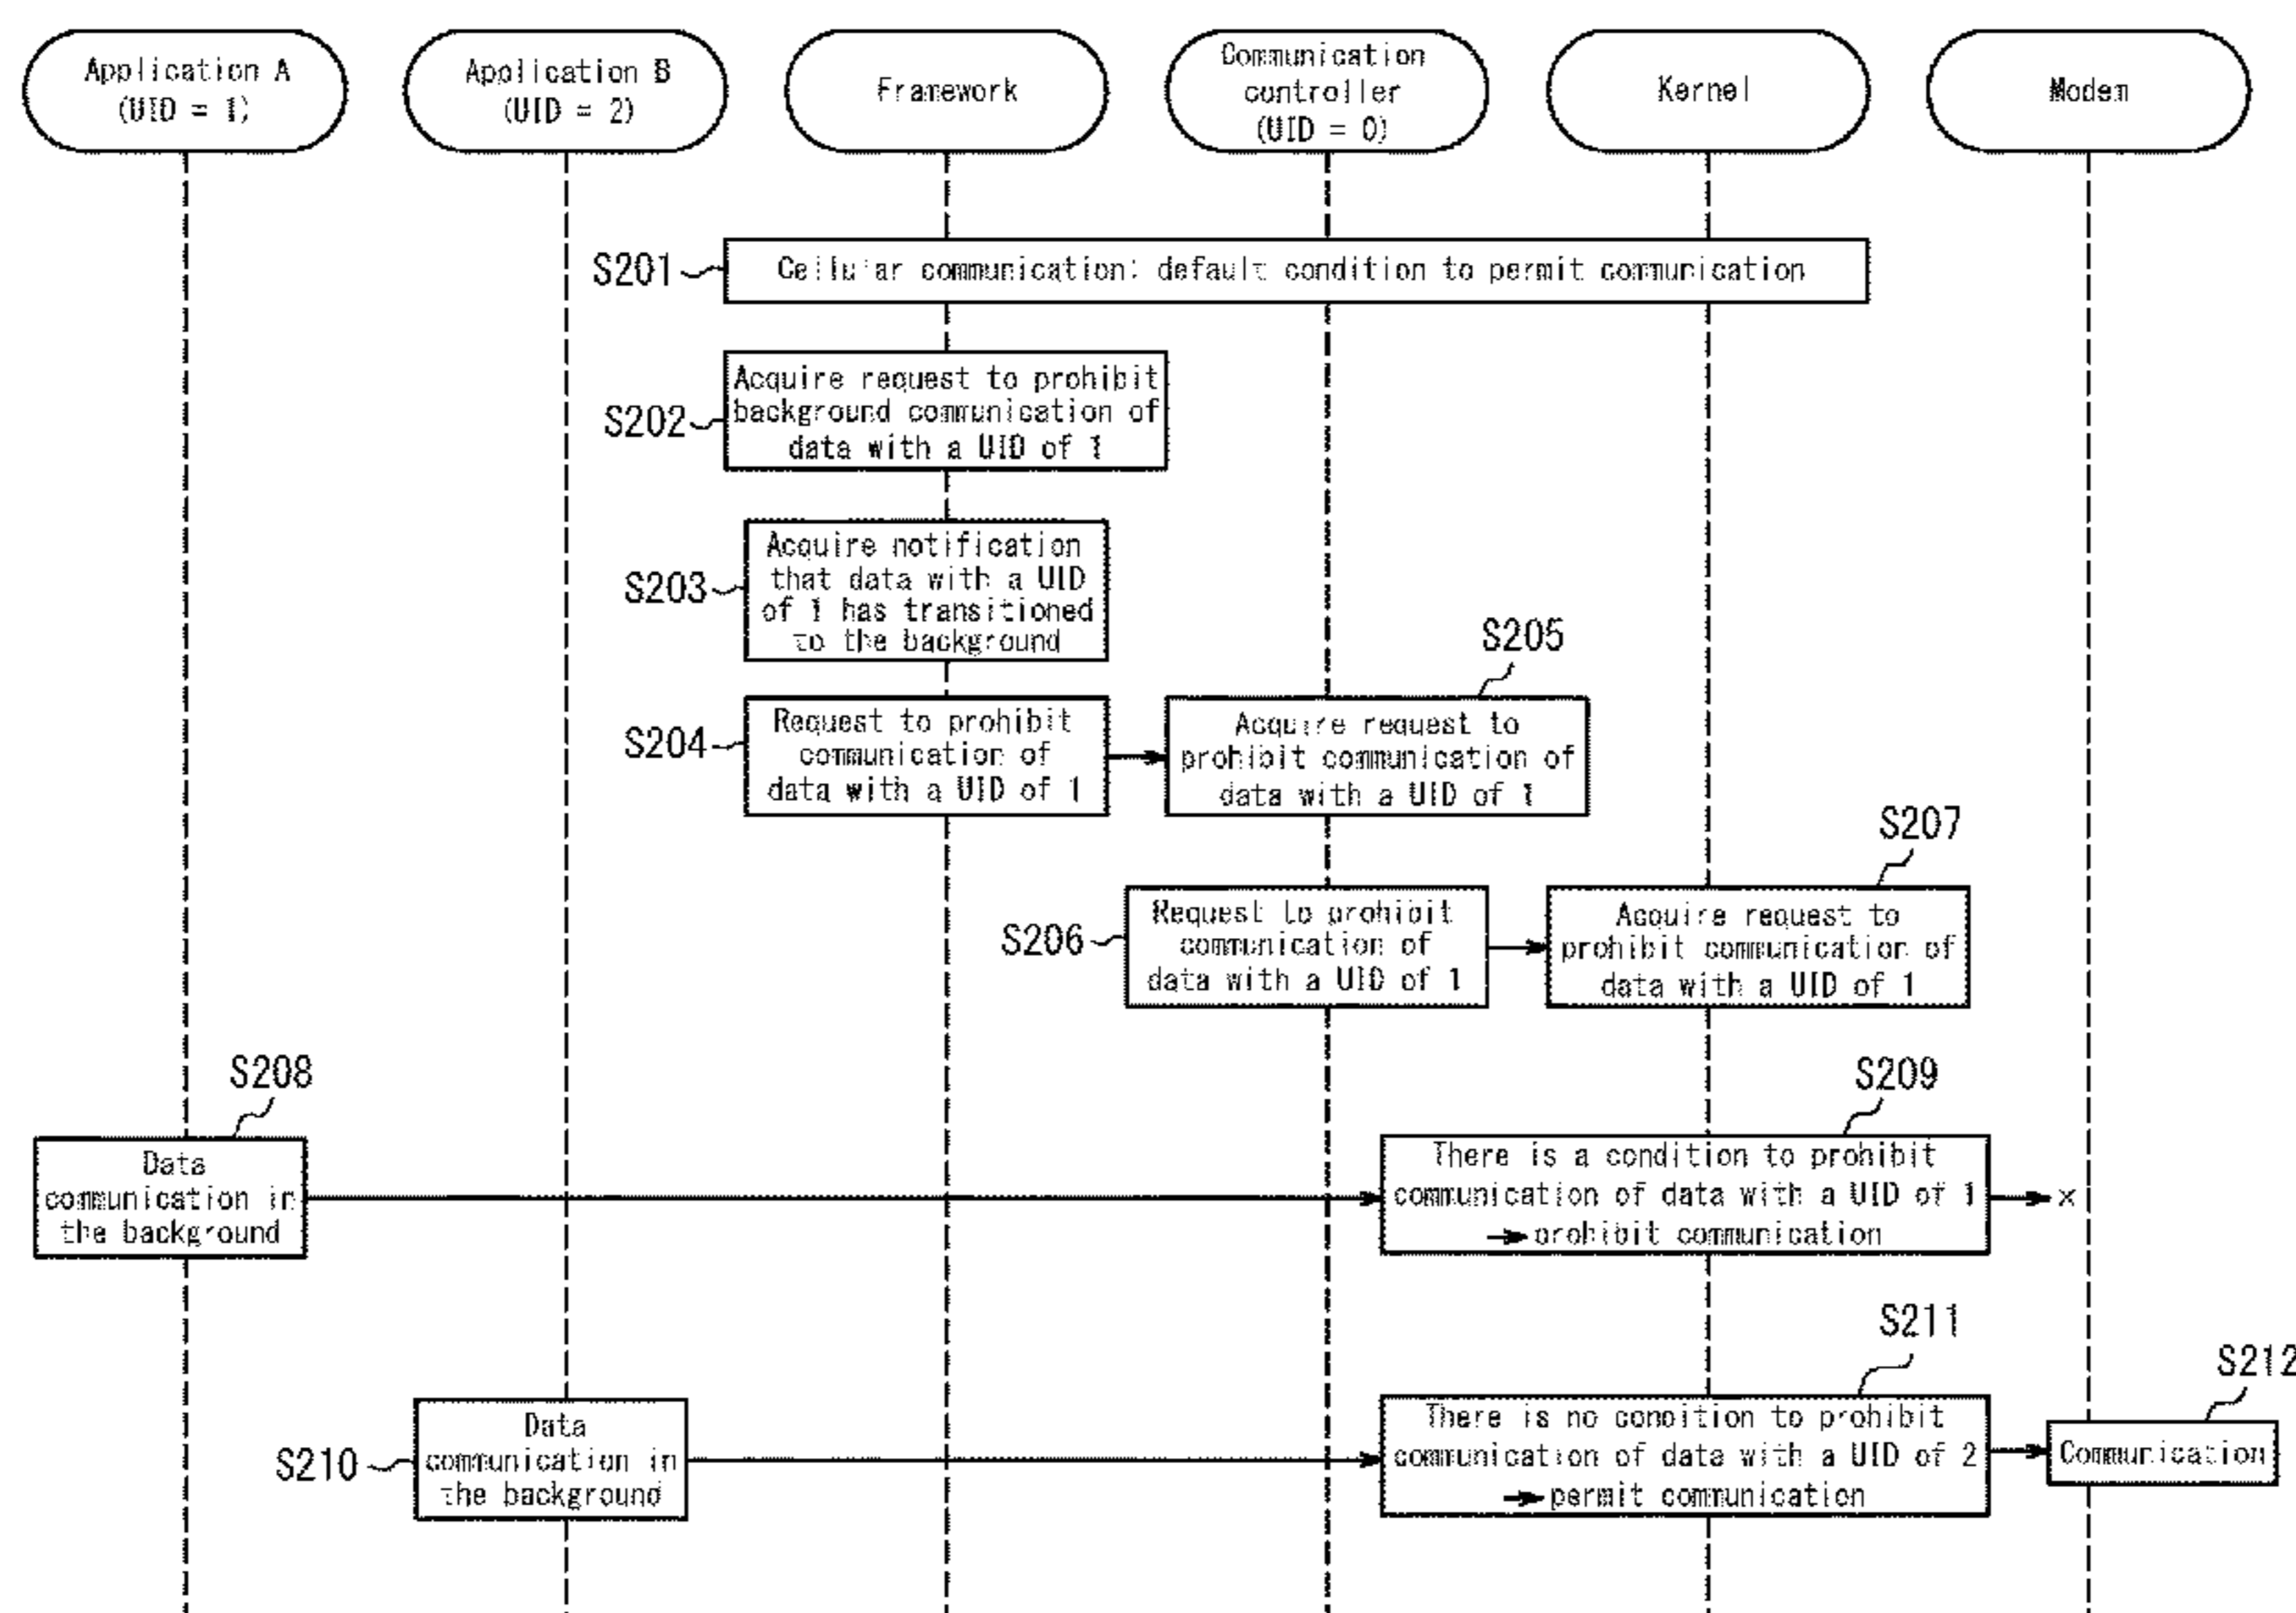 Application A
(UID = 1)
Application B
(UID = 2)
Framework
Communication
controller
(UID = 0)
Kernel
Modem
S201
Cellular communication: default condition to permit communication
S202
Acquire request to prohibit
background communication of
data with a UID of 1
S203
Acquire notification
that data with a UID
of 1 has transitioned
to the background
S204
Request to prohibit
communication of
data with a UID of 1
S205
Acquire request to
prohibit communication of
data with a UID of 1
S206
Request to prohibit
communication of
data with a UID of 1
S207
Acquire request to
prohibit communication of
data with a UID of 1
S208
Data
communication in
the background
S209
There is a condition to prohibit
communication of data with a UID of 1
→ prohibit communication
×
S210
Data
communication in
the background
S211
There is no condition to prohibit
communication of data with a UID of 2
→ permit communication
S212
Communication